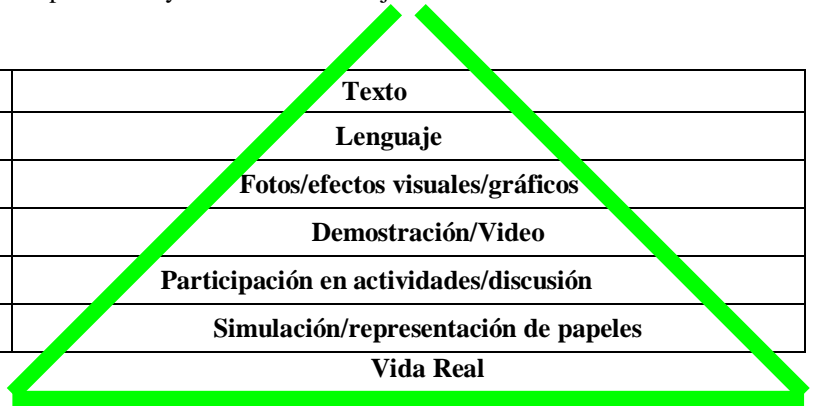 Texto
Lenguaje
Fotos/efectos visuales/gráficos
Demostración/Video
Participación en actividades/discusión
Simulación/representación de papeles
Vida Real